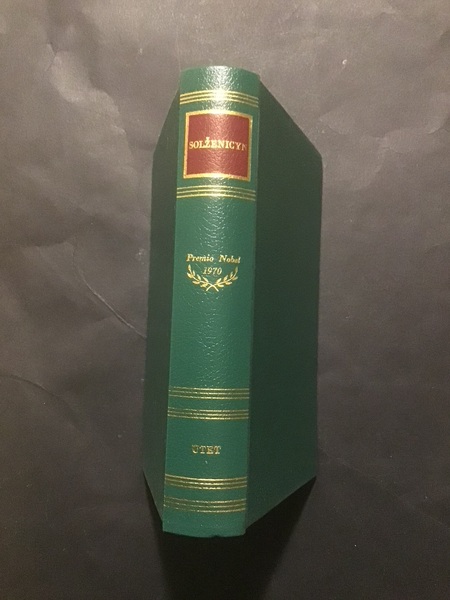 SOLŽENICYN
Premio Nobel
1970
UTET